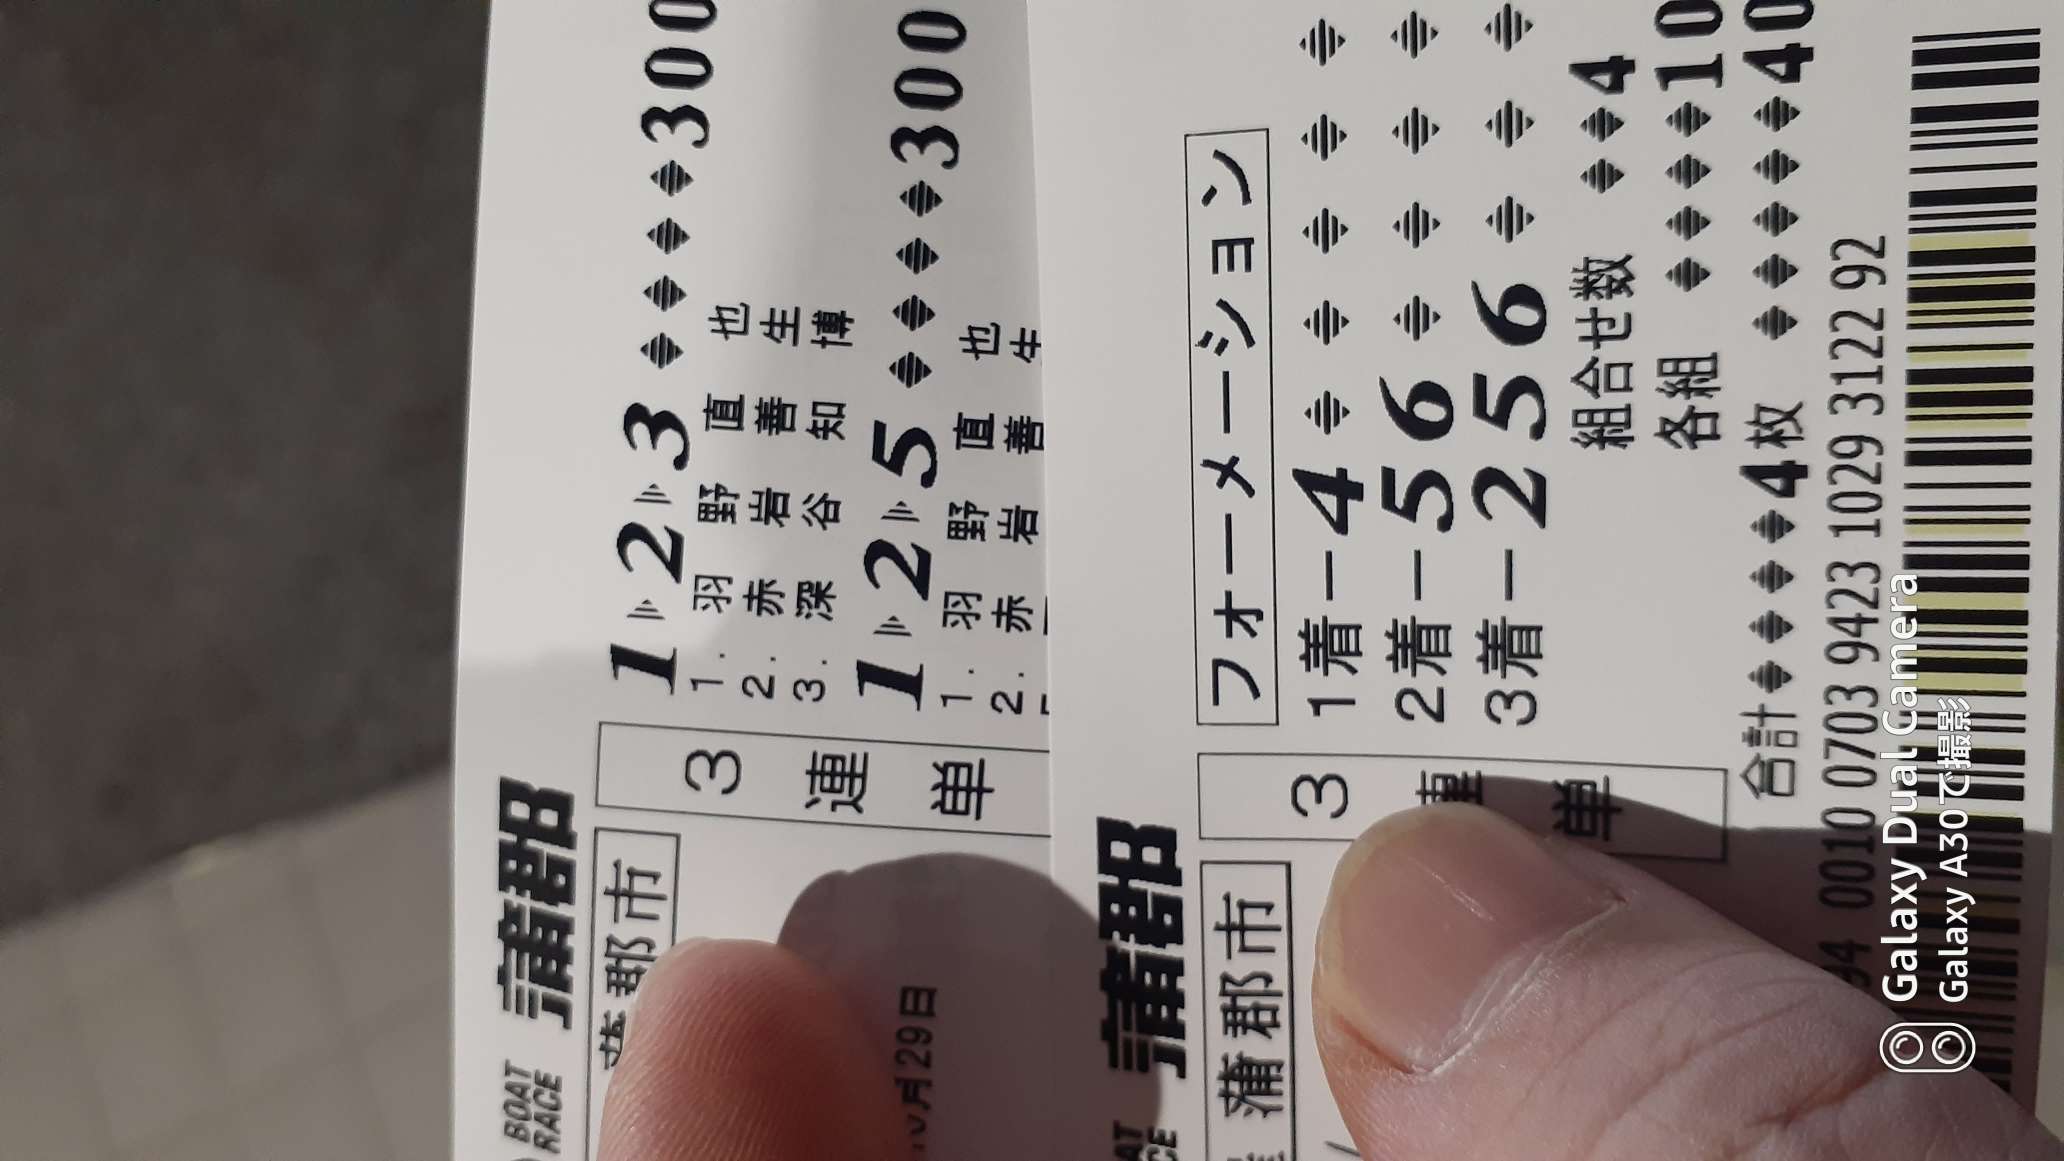 BOAT RACE 蒲郡
蒲郡市
3連単
1 2 3 300
1. 羽野 直也
2. 赤岩 善生
3. 深谷 知博
1 2 5 300
1. 羽野 直也
2. 赤岩 善生
月29日
蒲郡
蒲郡市
3連単
フォーメーション
1着－4
2着－56
3着－256
組合せ数 4
各組 10
合計 4枚 40
0010 0703 9423 1029 3122 92
Galaxy Dual Camera
Galaxy A30で撮影